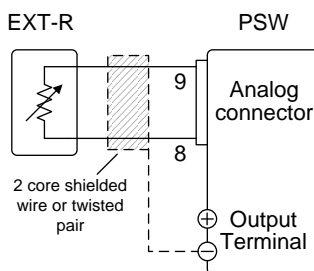 EXT-R
PSW
9
Analog
connector
8
2 core shielded
wire or twisted
pair
Output
Terminal